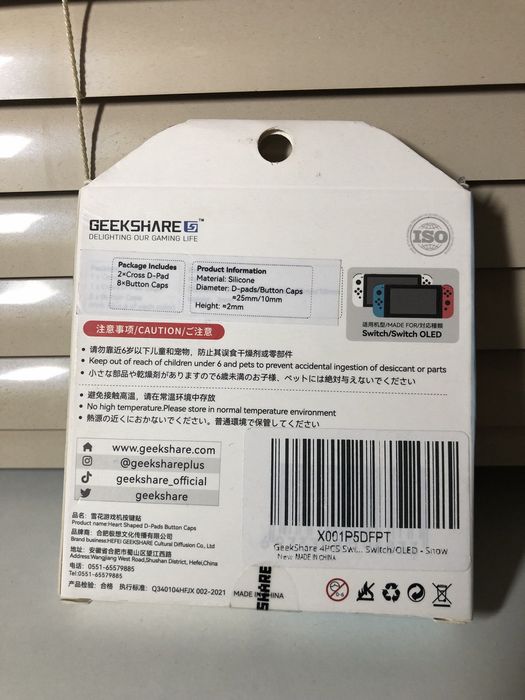 GEEKSHARE ™
DELIGHTING OUR GAMING LIFE
ISO
Package Includes
2×Cross D-Pad
8×Button Caps
Product Information
Material: Silicone
Diameter: D-pads/Button Caps
≈25mm/10mm
Height: ≈2mm
适用机型/MADE FOR/対応種類
Switch/Switch OLED
注意事项/CAUTION/ご注意
• 请勿靠近6岁以下儿童和宠物，防止其误食干燥剂或零部件
• Keep out of reach of children under 6 and pets to prevent accidental ingestion of desiccant or parts
• 小さな部品や乾燥剤がありますので6歳未満のお子様、ペットには絶対与えないでください
• 避免接触高温，请在常温环境中存放
• No high temperature.Please store in normal temperature environment
• 熱源の近くにおかないでください。普通環境で保管してください
www.geekshare.com
@geekshareplus
geekshare_official
geekshare
X001P5DFPT
GeekShare 4PCS Swi... Switch/OLED - Snow
New MADE IN CHINA
品名：雪花游戏机按键贴
Product name:Heart Shaped D-Pads Button Caps
品商：合肥极想文化传播有限公司
Brand business:HEFEI GEEKSHARE Cultural Diffusion Co., Ltd
地址：安徽省合肥市蜀山区望江西路
Address:Wangjiang West Road,Shushan District, Hefei,China
电话：0551-65579885
Tel:0551-65579885
产品检验：合格 执行标准：Q340104HFJX 002-2021
MADE IN CHINA
SHARE
0-6